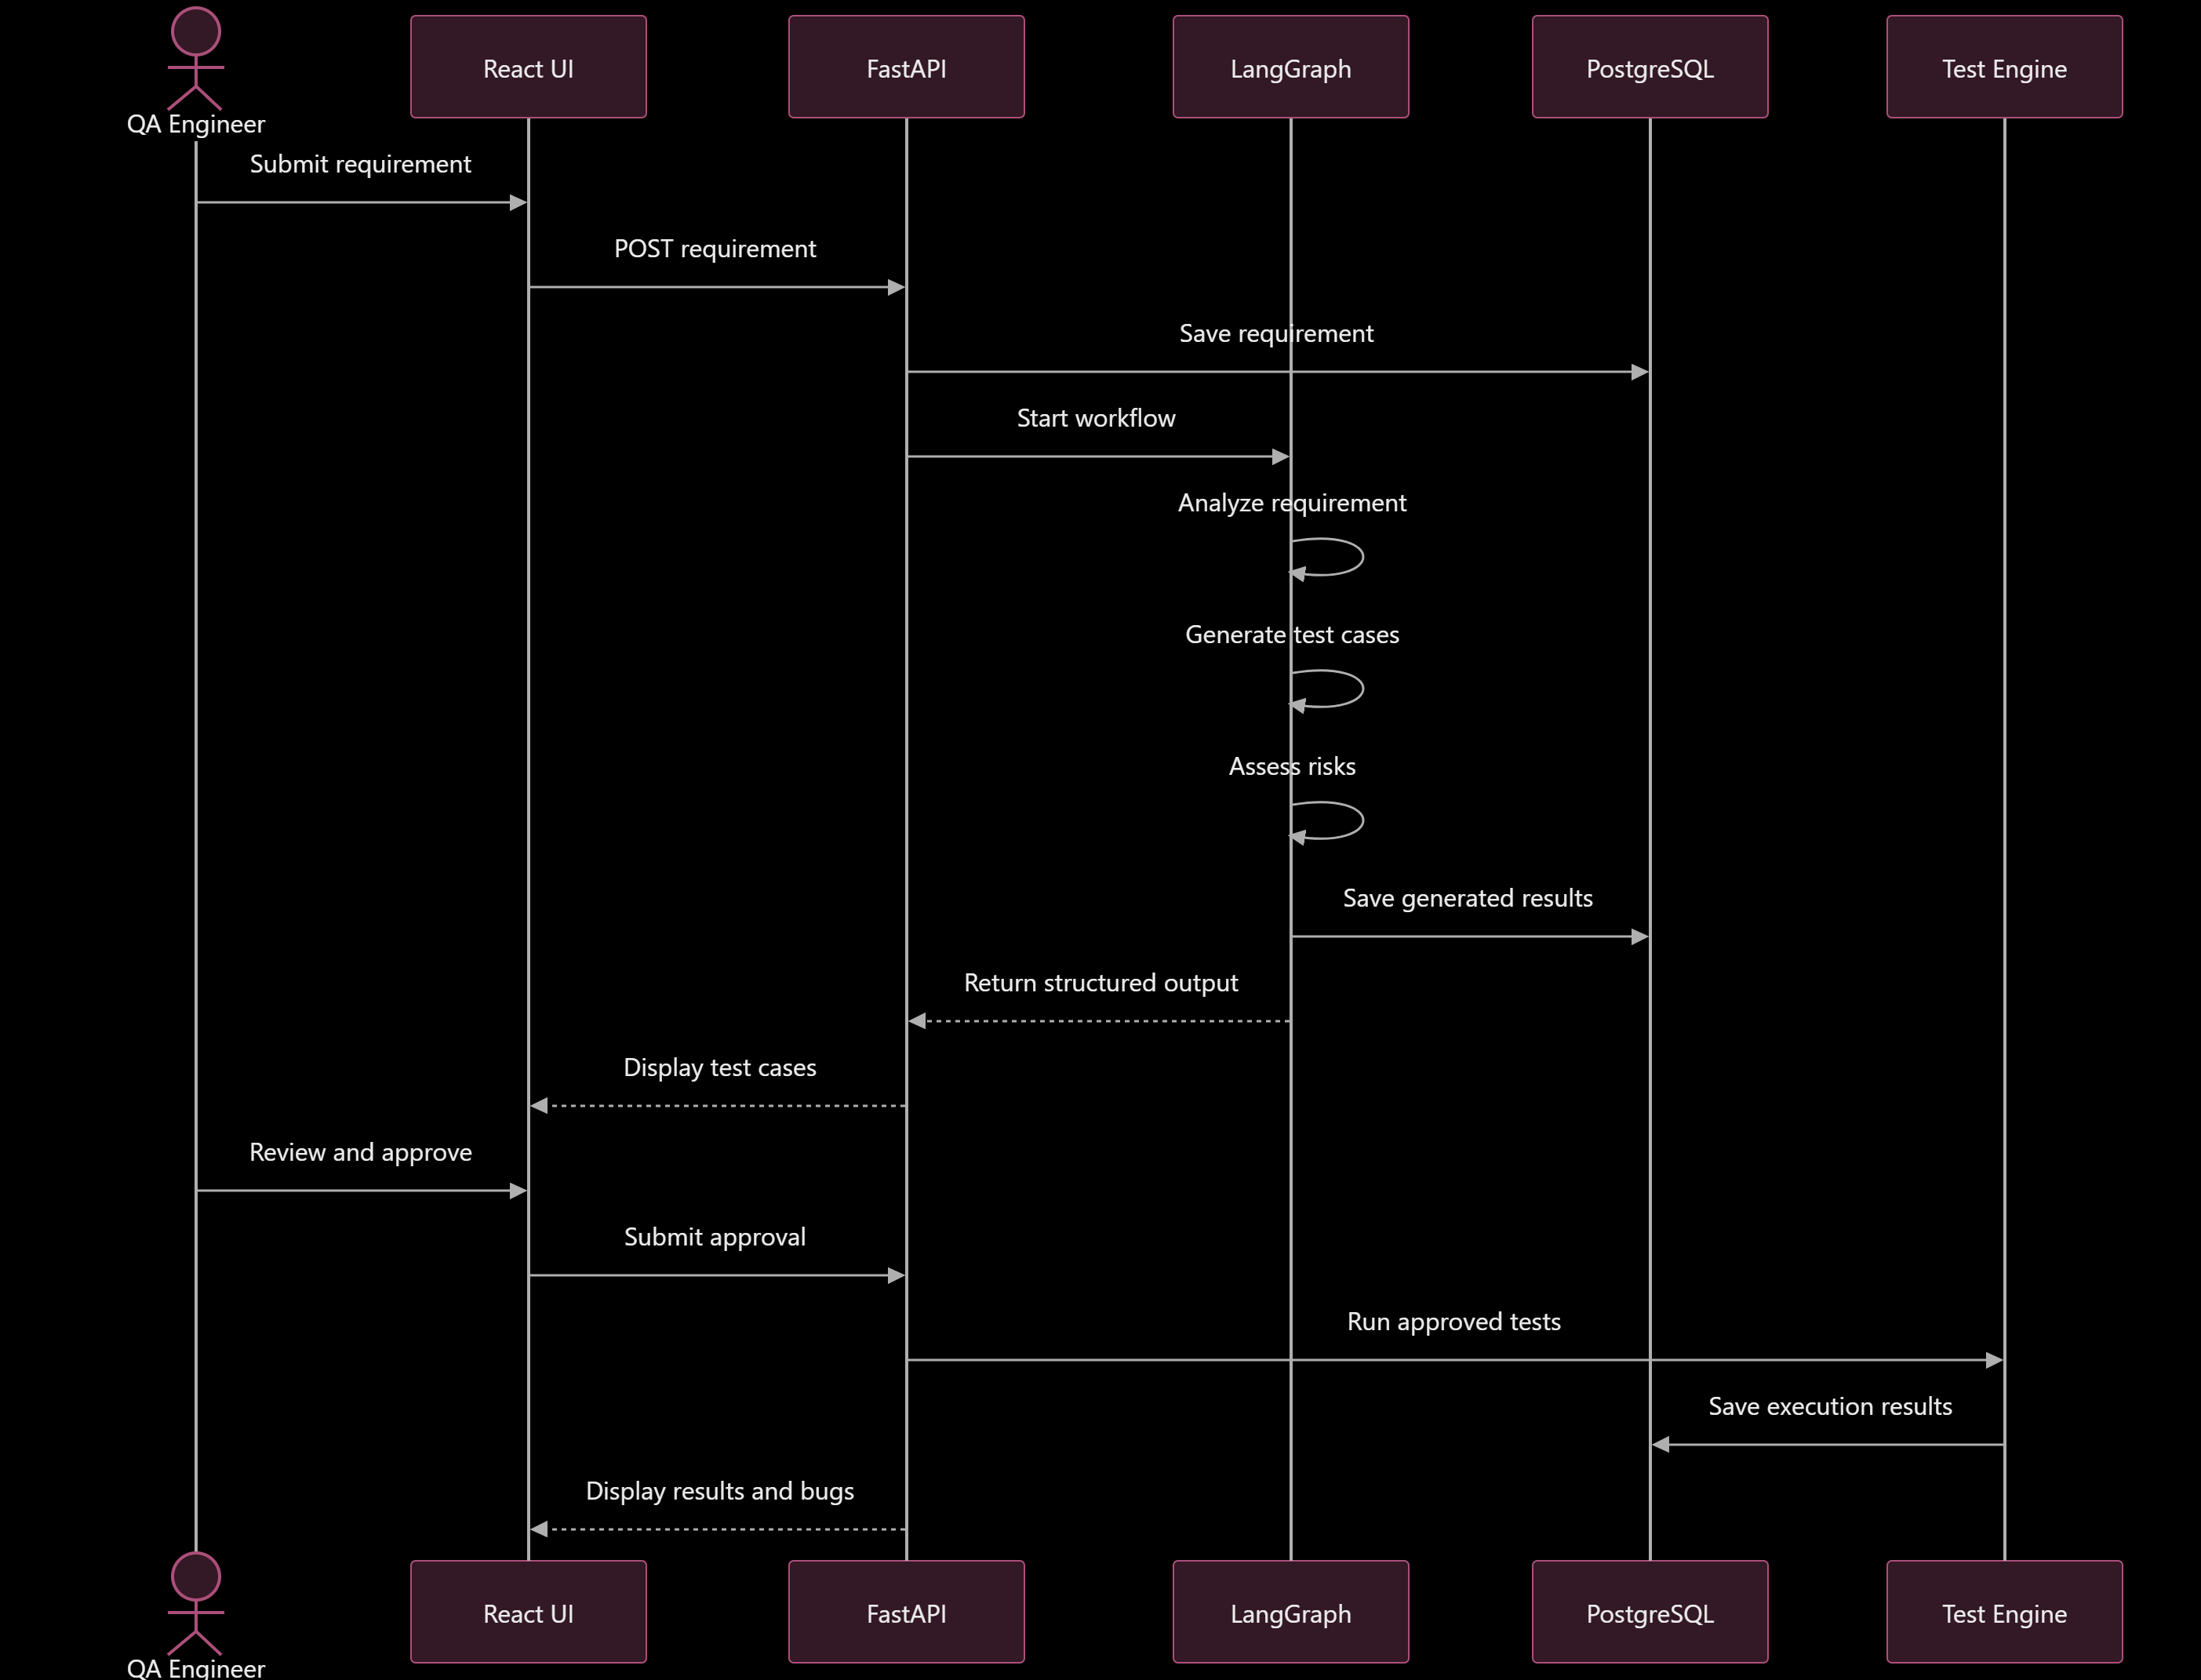 React UI
FastAPI
LangGraph
PostgreSQL
Test Engine
QA Engineer
Submit requirement
POST requirement
Save requirement
Start workflow
Analyze requirement
Generate test cases
Assess risks
Save generated results
Return structured output
Display test cases
Review and approve
Submit approval
Run approved tests
Save execution results
Display results and bugs
React UI
FastAPI
LangGraph
PostgreSQL
Test Engine
QA Engineer